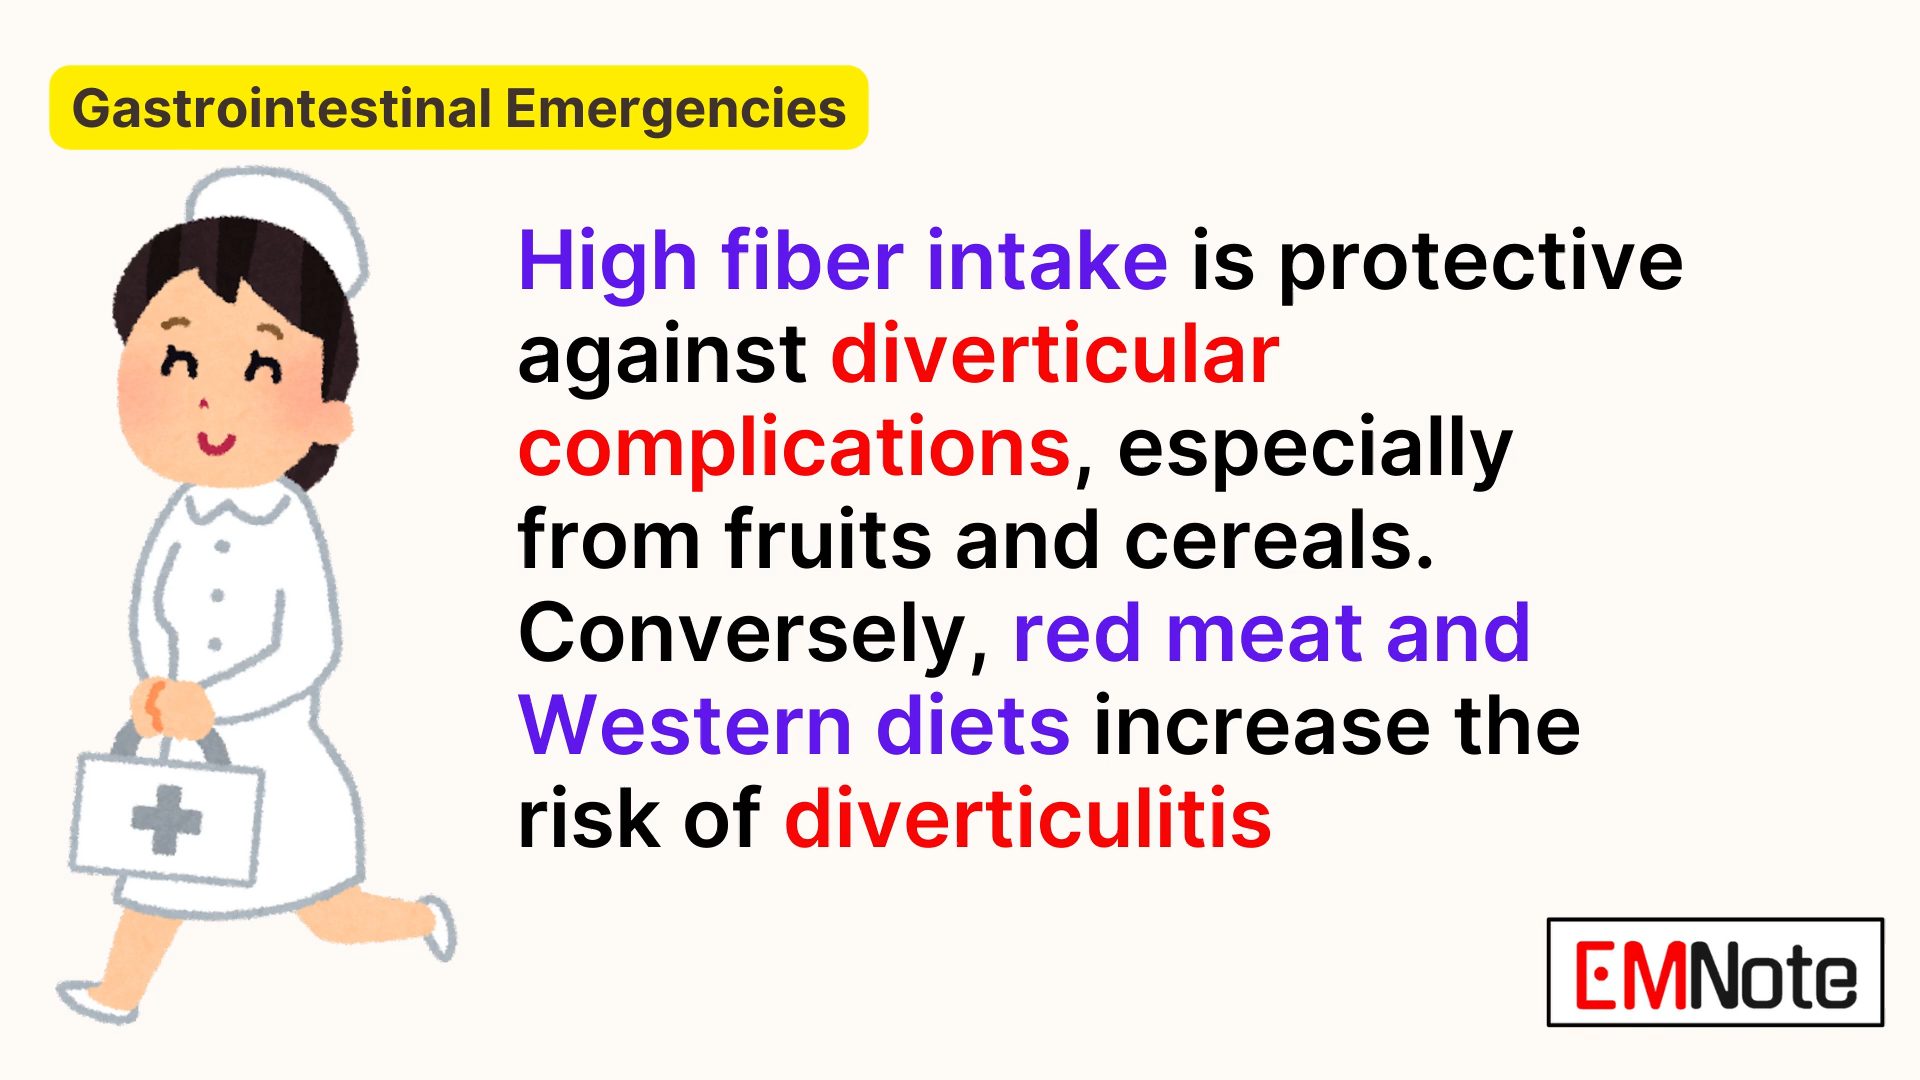 Gastrointestinal Emergencies
High fiber intake is protective
against diverticular
complications, especially
from fruits and cereals.
Conversely, red meat and
Western diets increase the
risk of diverticulitis
EMNote